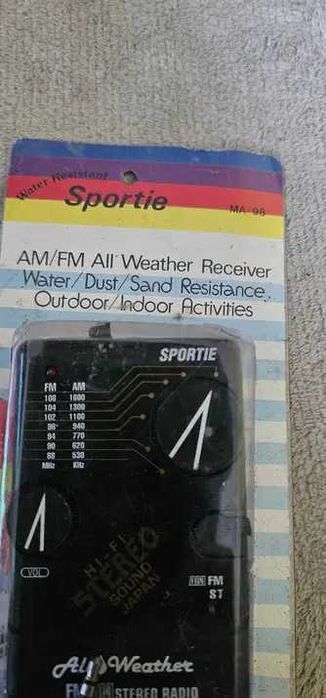 Water Resistant
Sportie
MA-98
AM/FM All Weather Receiver
Water/Dust/Sand Resistance,
Outdoor/Indoor Activities
SPORTIE
FM AM
108 1600
104 1300
102 1100
98 940
94 770
90 620
88 530
MHz KHz
VOL
HI-FI
STEREO
SOUND
JAPAN
FM
ST
All Weather
FM STEREO RADIO